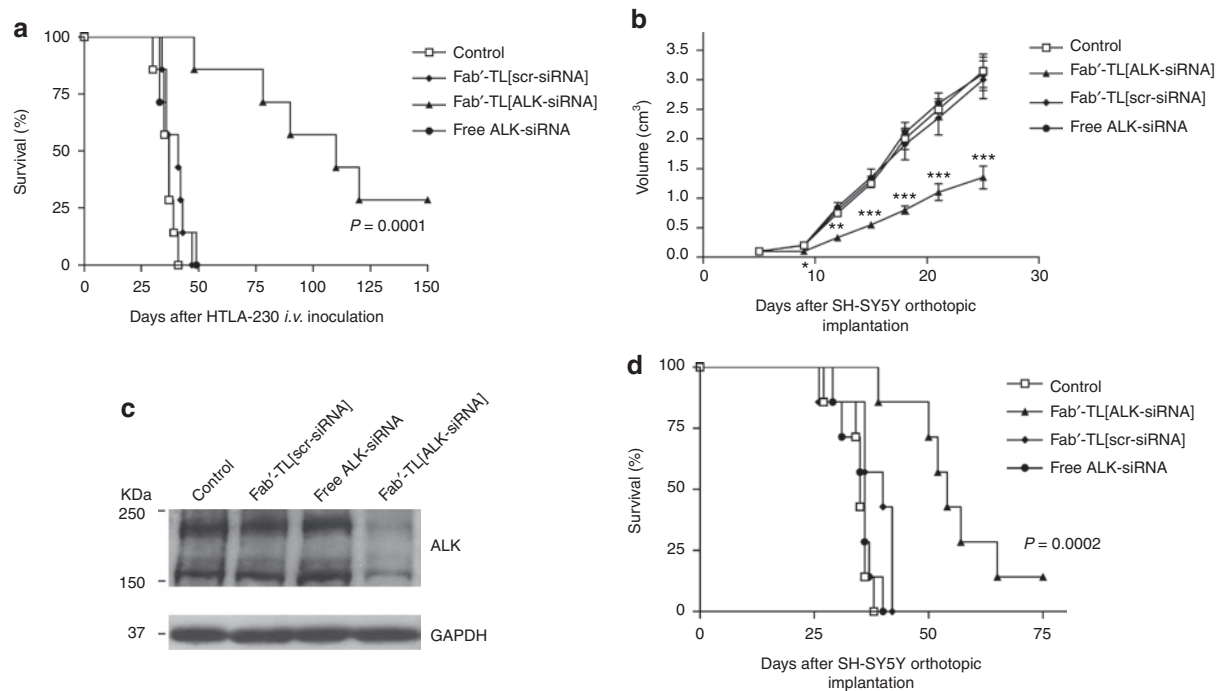 a
100
75
50
25
0
Survival (%)
0 25 50 75 100 125 150
Days after HTLA-230 i.v. inoculation
Control
Fab′-TL[scr-siRNA]
Fab′-TL[ALK-siRNA]
Free ALK-siRNA
P = 0.0001
b
3.5
3.0
2.5
2.0
1.5
1.0
0.5
0.0
Volume (cm³)
0 10 20 30
Days after SH-SY5Y orthotopic
implantation
Control
Fab′-TL[ALK-siRNA]
Fab′-TL[scr-siRNA]
Free ALK-siRNA
*
**
***
***
***
***
c
KDa
250
150
37
Control
Fab′-TL[scr-siRNA]
Free ALK-siRNA
Fab′-TL[ALK-siRNA]
ALK
GAPDH
d
100
75
50
25
0
Survival (%)
0 25 50 75
Days after SH-SY5Y orthotopic
implantation
Control
Fab′-TL[ALK-siRNA]
Fab′-TL[scr-siRNA]
Free ALK-siRNA
P = 0.0002